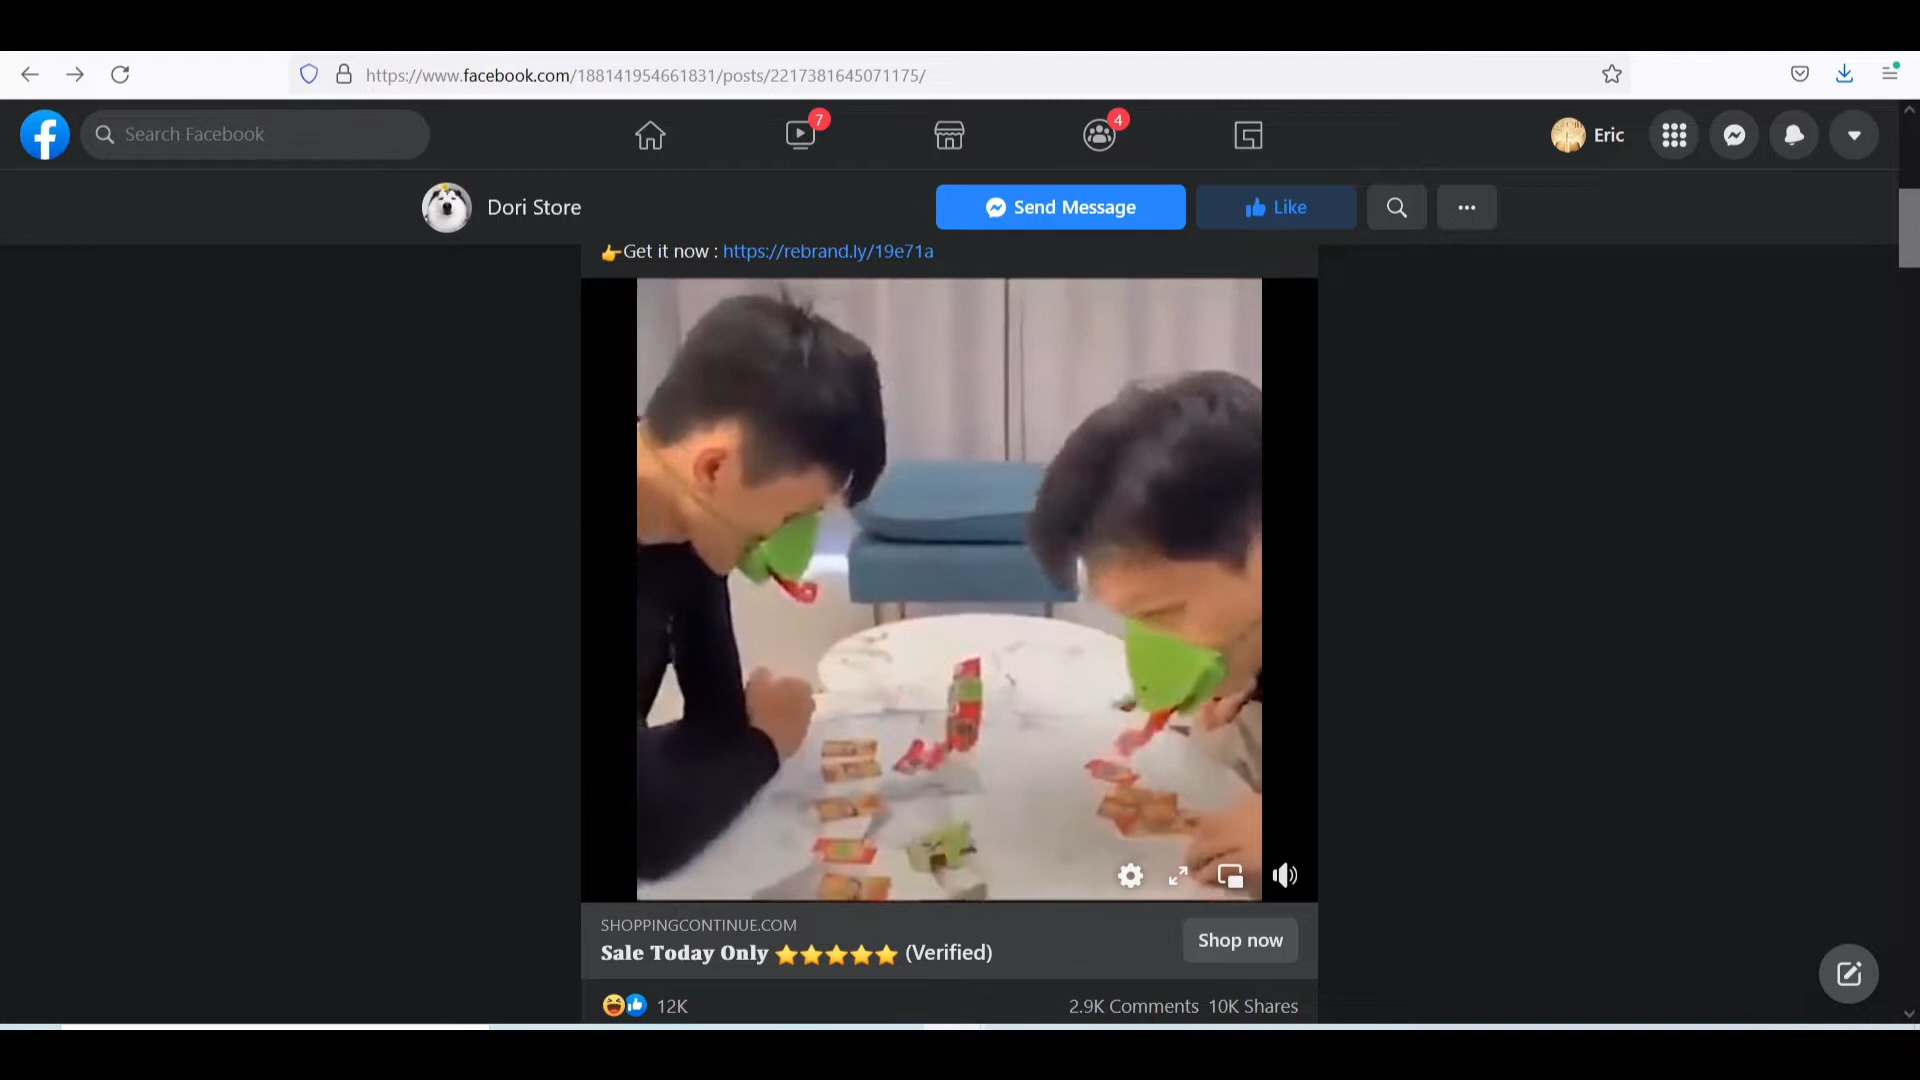 https://www.facebook.com/188141954661831/posts/2217381645071175/
Search Facebook
7
4
Eric
Dori Store
Send Message
Like
👉Get it now : https://rebrand.ly/19e71a
SHOPPINGCONTINUE.COM
Sale Today Only ⭐⭐⭐⭐⭐ (Verified)
Shop now
12K
2.9K Comments 10K Shares